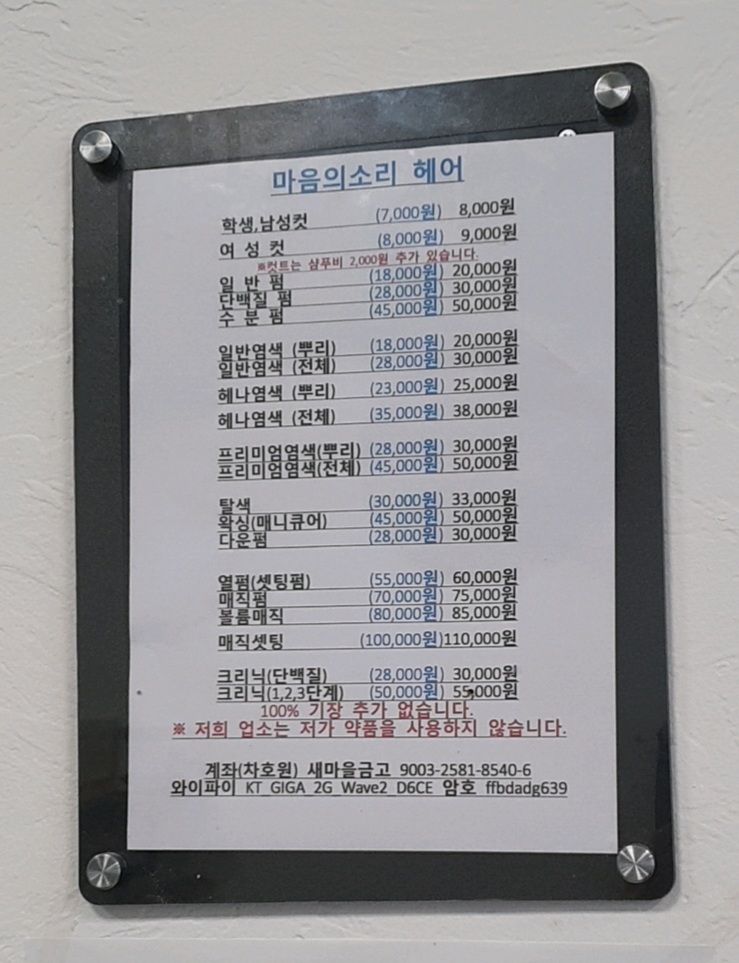 마음의소리 헤어
학생,남성컷 (7,000원) 8,000원
여 성 컷 (8,000원) 9,000원
※컷트는 샴푸비 2,000원 추가 있습니다.
일 반 펌 (18,000원) 20,000원
단백질 펌 (28,000원) 30,000원
수 분 펌 (45,000원) 50,000원
일반염색 (뿌리) (18,000원) 20,000원
일반염색 (전체) (28,000원) 30,000원
헤나염색 (뿌리) (23,000원) 25,000원
헤나염색 (전체) (35,000원) 38,000원
프리미엄염색(뿌리) (28,000원) 30,000원
프리미엄염색(전체) (45,000원) 50,000원
탈색 (30,000원) 33,000원
왁싱(매니큐어) (45,000원) 50,000원
다운펌 (28,000원) 30,000원
열펌(셋팅펌) (55,000원) 60,000원
매직펌 (70,000원) 75,000원
볼륨매직 (80,000원) 85,000원
매직셋팅 (100,000원)110,000원
크리닉(단백질) (28,000원) 30,000원
크리닉(1,2,3단계) (50,000원) 55,000원
100% 기장 추가 없습니다.
※ 저희 업소는 저가 약품을 사용하지 않습니다.
계좌(차호원) 새마을금고 9003-2581-8540-6
와이파이 KT_GIGA_2G_Wave2_D6CE 암호 ffbdadg639